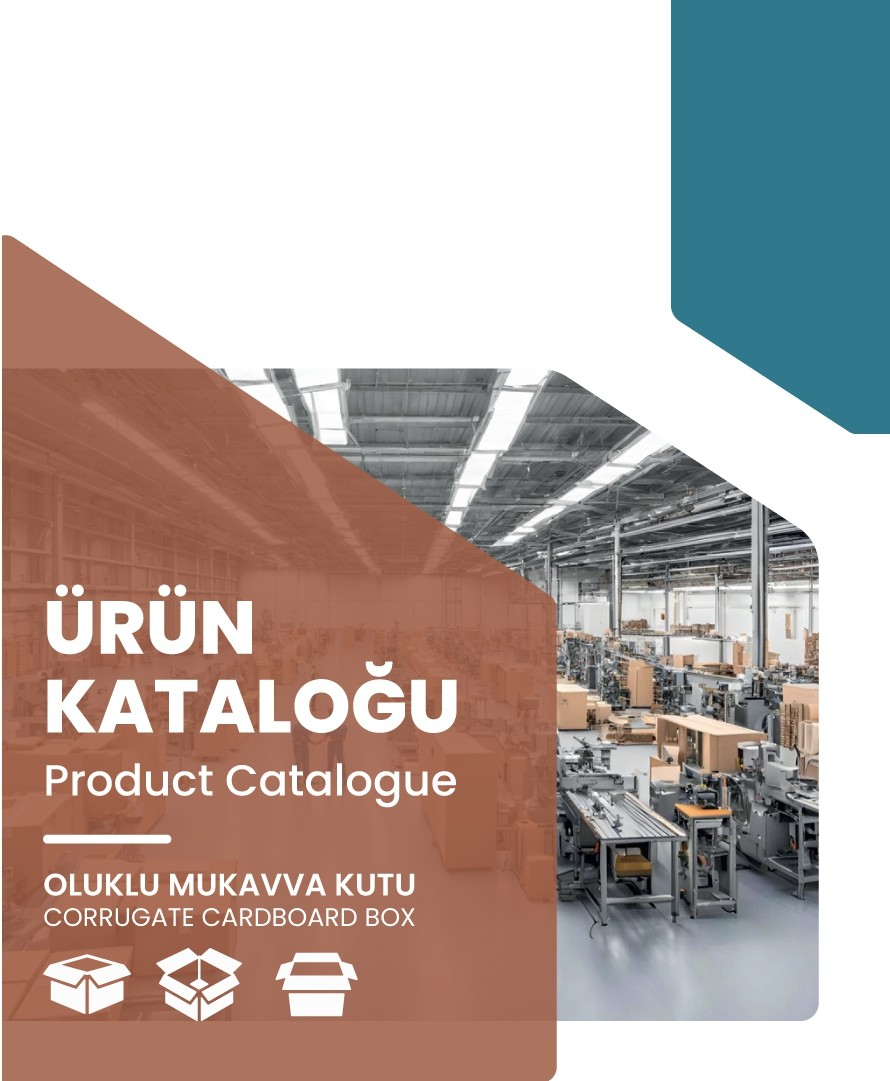 ÜRÜN
KATALOĞU
Product Catalogue
OLUKLU MUKAVVA KUTU
CORRUGATE CARDBOARD BOX